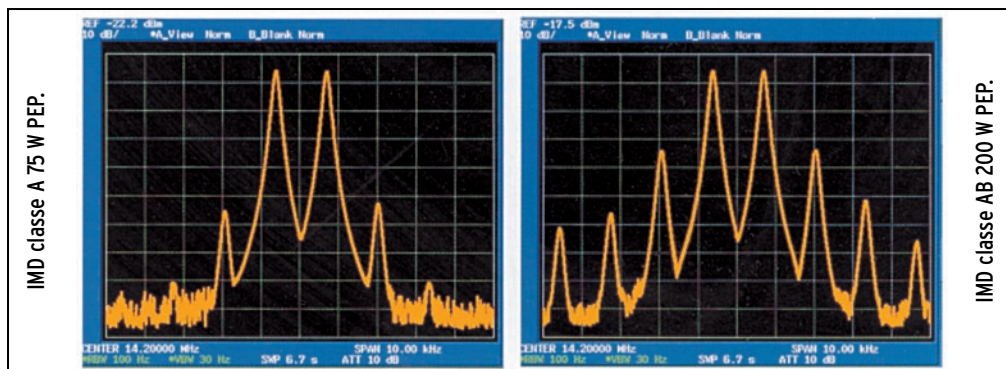 IMD classe A 75 W PEP.
REF -22.2 dBm
10 dB/ *A_View Norm B_Blank Norm
CENTER 14.20000 MHz SPAN 10.00 kHz
*RBW 100 Hz *VBW 30 Hz SWP 6.7 s ATT 10 dB
REF -17.5 dBm
10 dB/ *A_View Norm B_Blank Norm
CENTER 14.20000 MHz SPAN 10.00 kHz
*RBW 100 Hz *VBW 30 Hz SWP 6.7 s ATT 10 dB
IMD classe AB 200 W PEP.